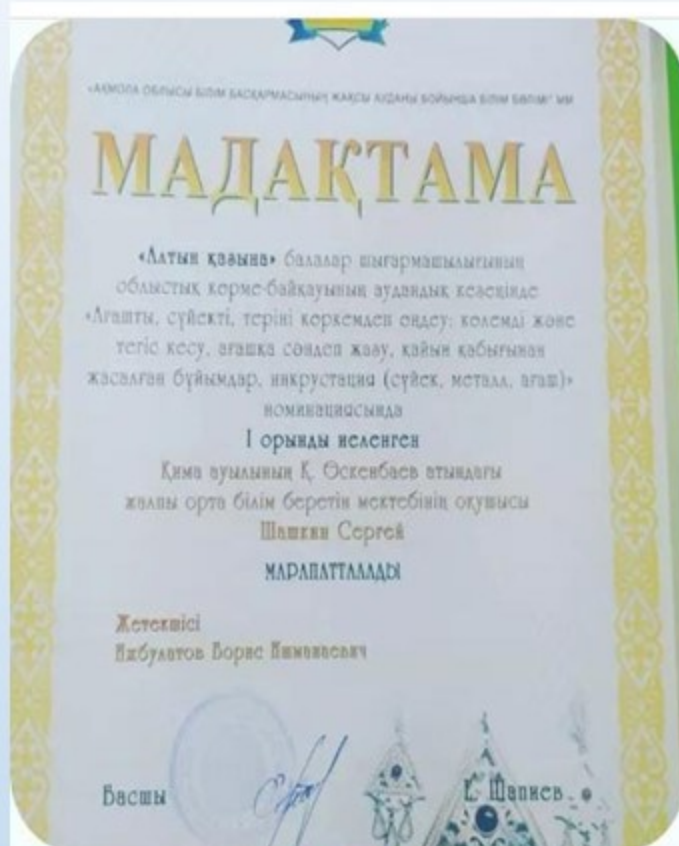 «АҚМОЛА ОБЛЫСЫ БІЛІМ БАСҚАРМАСЫНЫҢ ЖАҚСЫ АУДАНЫ БОЙЫНША БІЛІМ БӨЛІМІ" ММ
МАДАҚТАМА
«Алтын қазына» балалар шығармашылығының
облыстық көрме-байқауының аудандық кезеңінде
«Ағашты, сүйекті, теріні көркемдеп өңдеу: көлемді және
тегіс кесу, ағашқа сәндеп жазу, қайың қабығынан
жасалған бұйымдар, инкрустация (сүйек, металл, ағаш)»
номинациясында
І орынды иеленген
Қима ауылының Қ. Өскенбаев атындағы
жалпы орта білім беретін мектебінің оқушысы
Шашкин Сергей
МАРАПАТТАЛАДЫ
Жетекшісі
Борис
Басшы
Шапиев